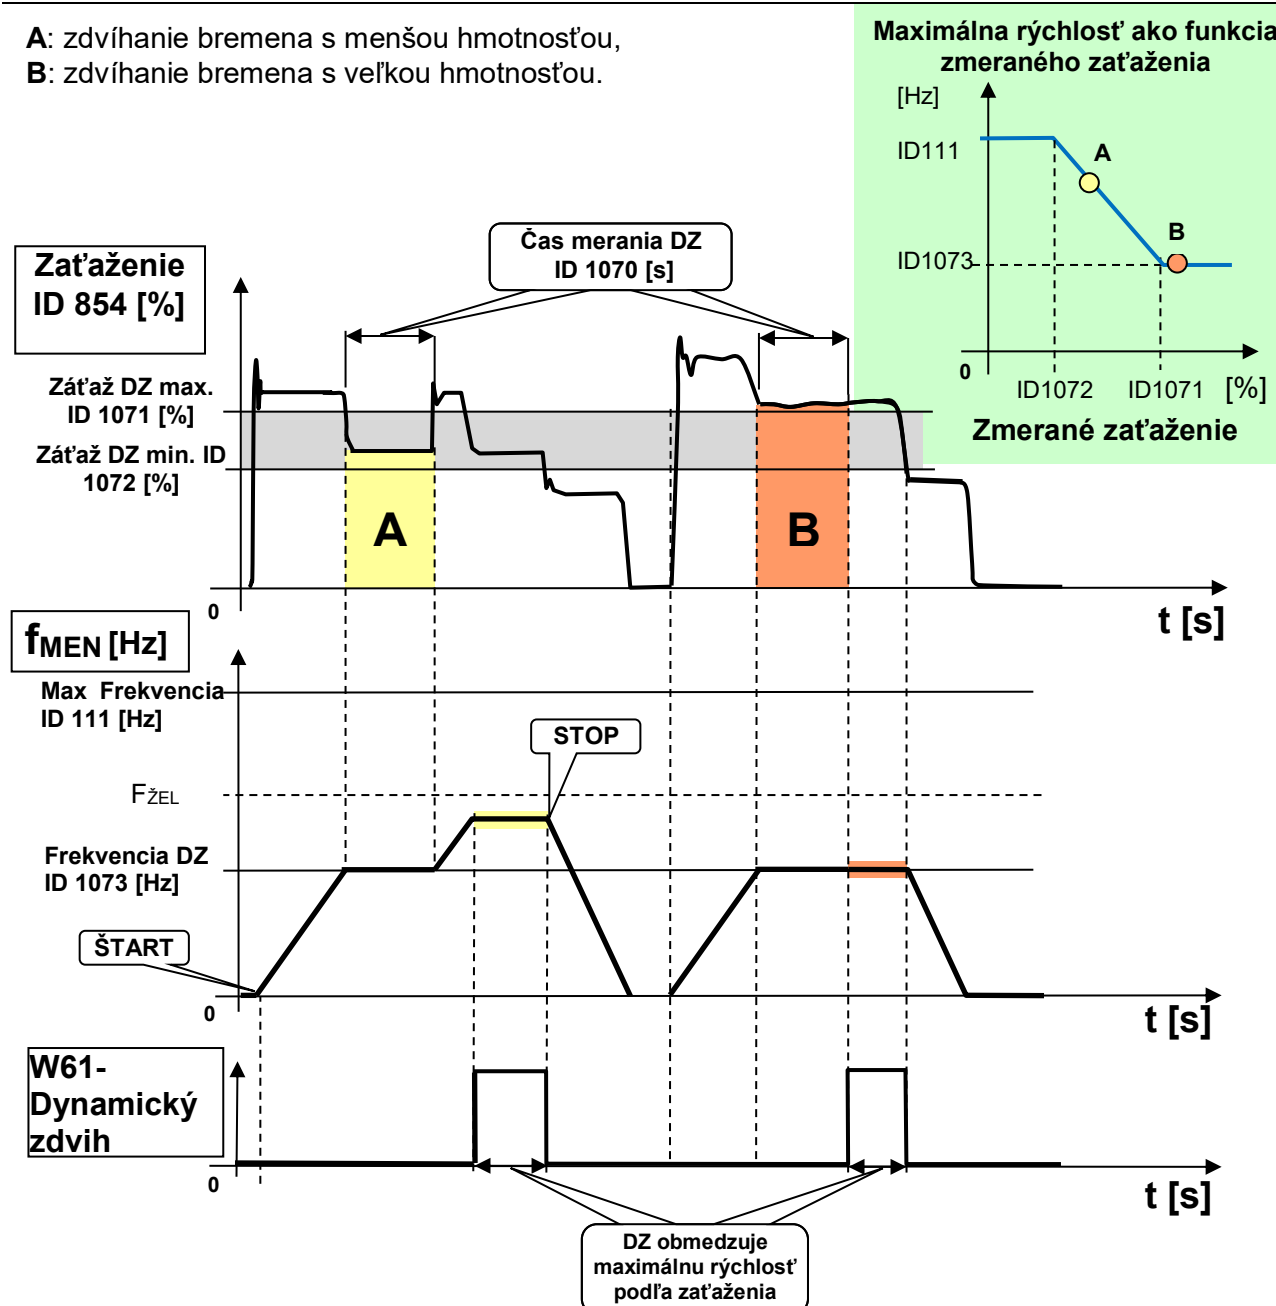 A: zdvíhanie bremena s menšou hmotnosťou,
B: zdvíhanie bremena s veľkou hmotnosťou.
Maximálna rýchlosť ako funkcia
zmeraného zaťaženia
[Hz]
ID111
A
B
ID1073
0
ID1072
ID1071
[%]
Zmerané zaťaženie
Zaťaženie
ID 854 [%]
Čas merania DZ
ID 1070 [s]
Záťaž DZ max.
ID 1071 [%]
Záťaž DZ min. ID
1072 [%]
A
B
0
t [s]
fMEN [Hz]
Max Frekvencia
ID 111 [Hz]
STOP
FŽEL
Frekvencia DZ
ID 1073 [Hz]
ŠTART
0
t [s]
W61-
Dynamický
zdvih
0
t [s]
DZ obmedzuje
maximálnu rýchlosť
podľa zaťaženia